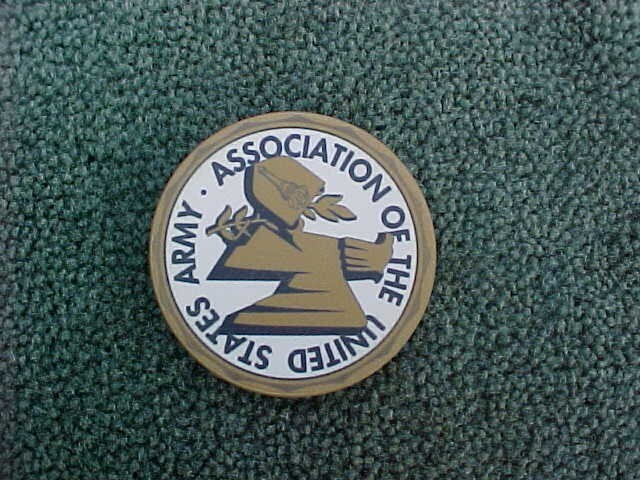 ASSOCIATION OF THE UNITED STATES ARMY ·